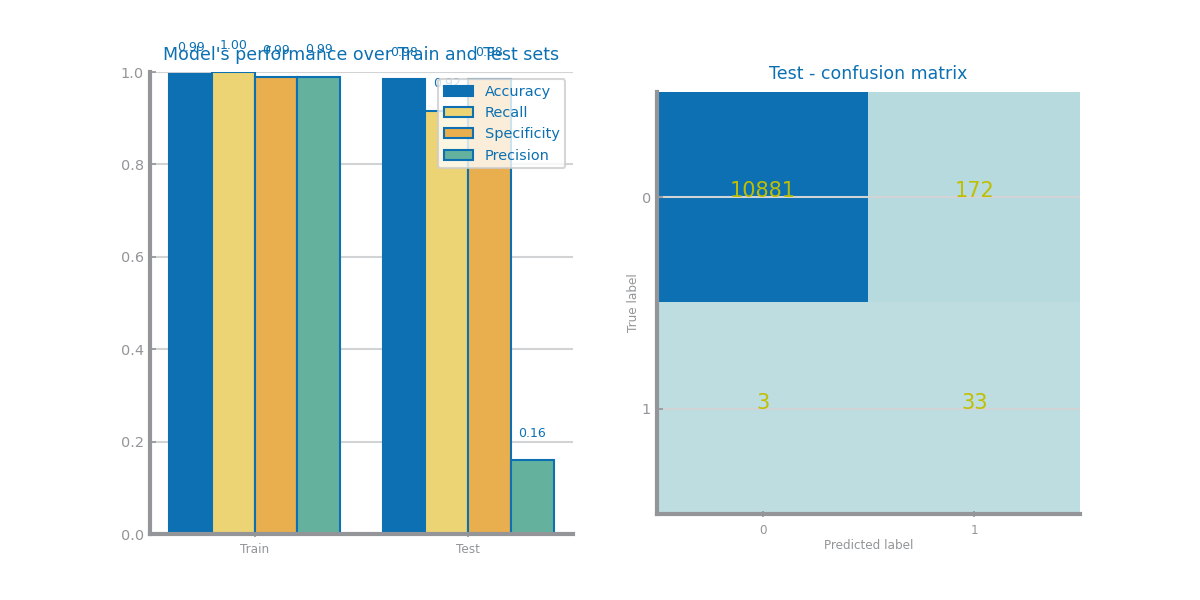 Model's performance over Train and Test sets
0.99
1.00
0.99
0.99
0.98
0.92
0.98
0.16
Accuracy
Recall
Specificity
Precision
1.0
0.8
0.6
0.4
0.2
0.0
Train
Test
Test - confusion matrix
True label
0
1
10881
172
3
33
0
1
Predicted label